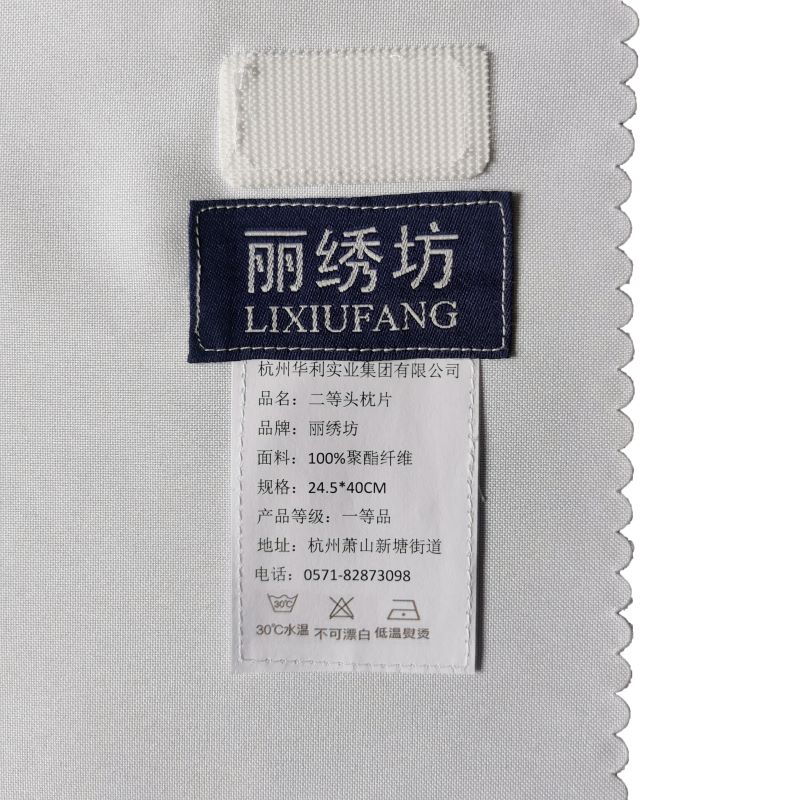 丽绣坊
LIXIUFANG
杭州华利实业集团有限公司
品名：二等头枕片
品牌：丽绣坊
面料：100%聚酯纤维
规格：24.5*40CM
产品等级：一等品
地址：杭州萧山新塘街道
电话：0571-82873098
30℃
30℃水温 不可漂白 低温熨烫